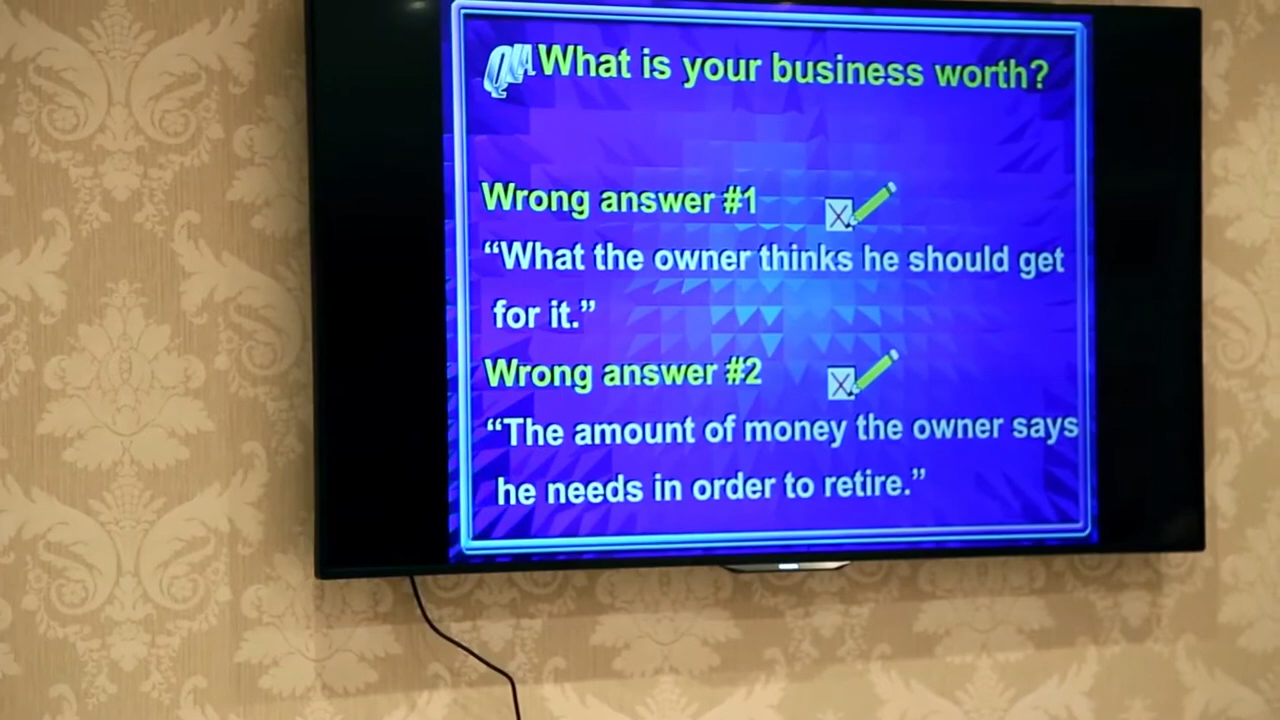 Q&A What is your business worth?
Wrong answer #1
“What the owner thinks he should get
for it.”
Wrong answer #2
“The amount of money the owner says
he needs in order to retire.”